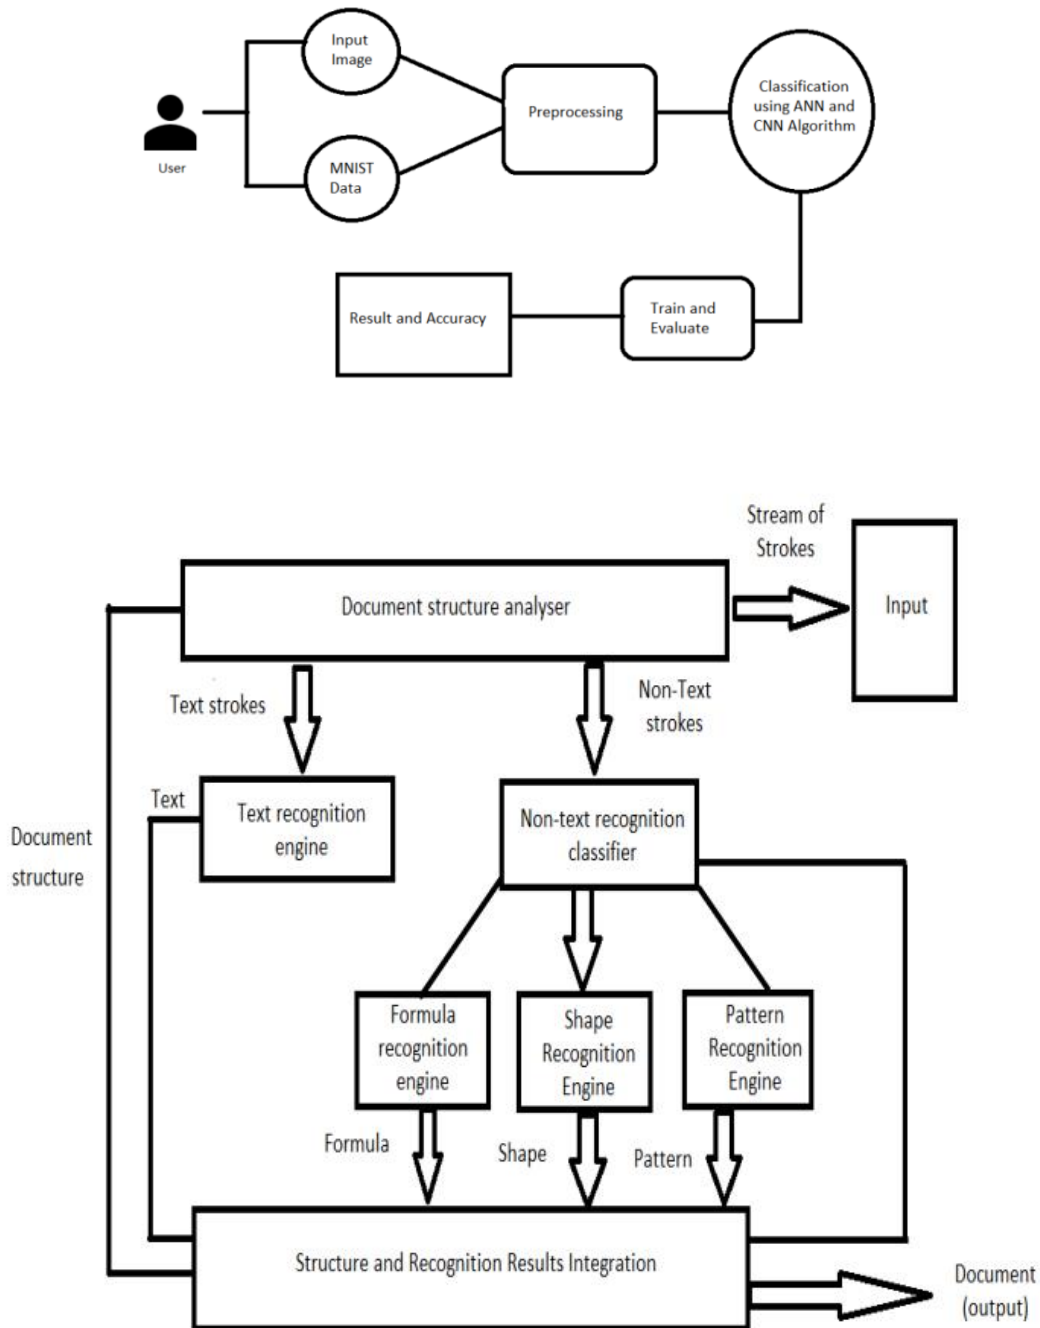 Input
Image
User
MNIST
Data
Preprocessing
Classification
using ANN and
CNN Algorithm
Result and Accuracy
Train and
Evaluate
Stream of
Strokes
Document structure analyser
Input
Text strokes
Non-Text
strokes
Text
Text recognition
engine
Non-text recognition
classifier
Document
structure
Formula
recognition
engine
Shape
Recognition
Engine
Pattern
Recognition
Engine
Formula
Shape
Pattern
Structure and Recognition Results Integration
Document
(output)